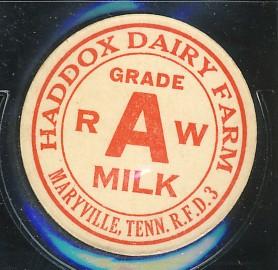 HADDOX DAIRY FARM
GRADE
R A W
MILK
MARYVILLE, TENN. R.F.D. 3